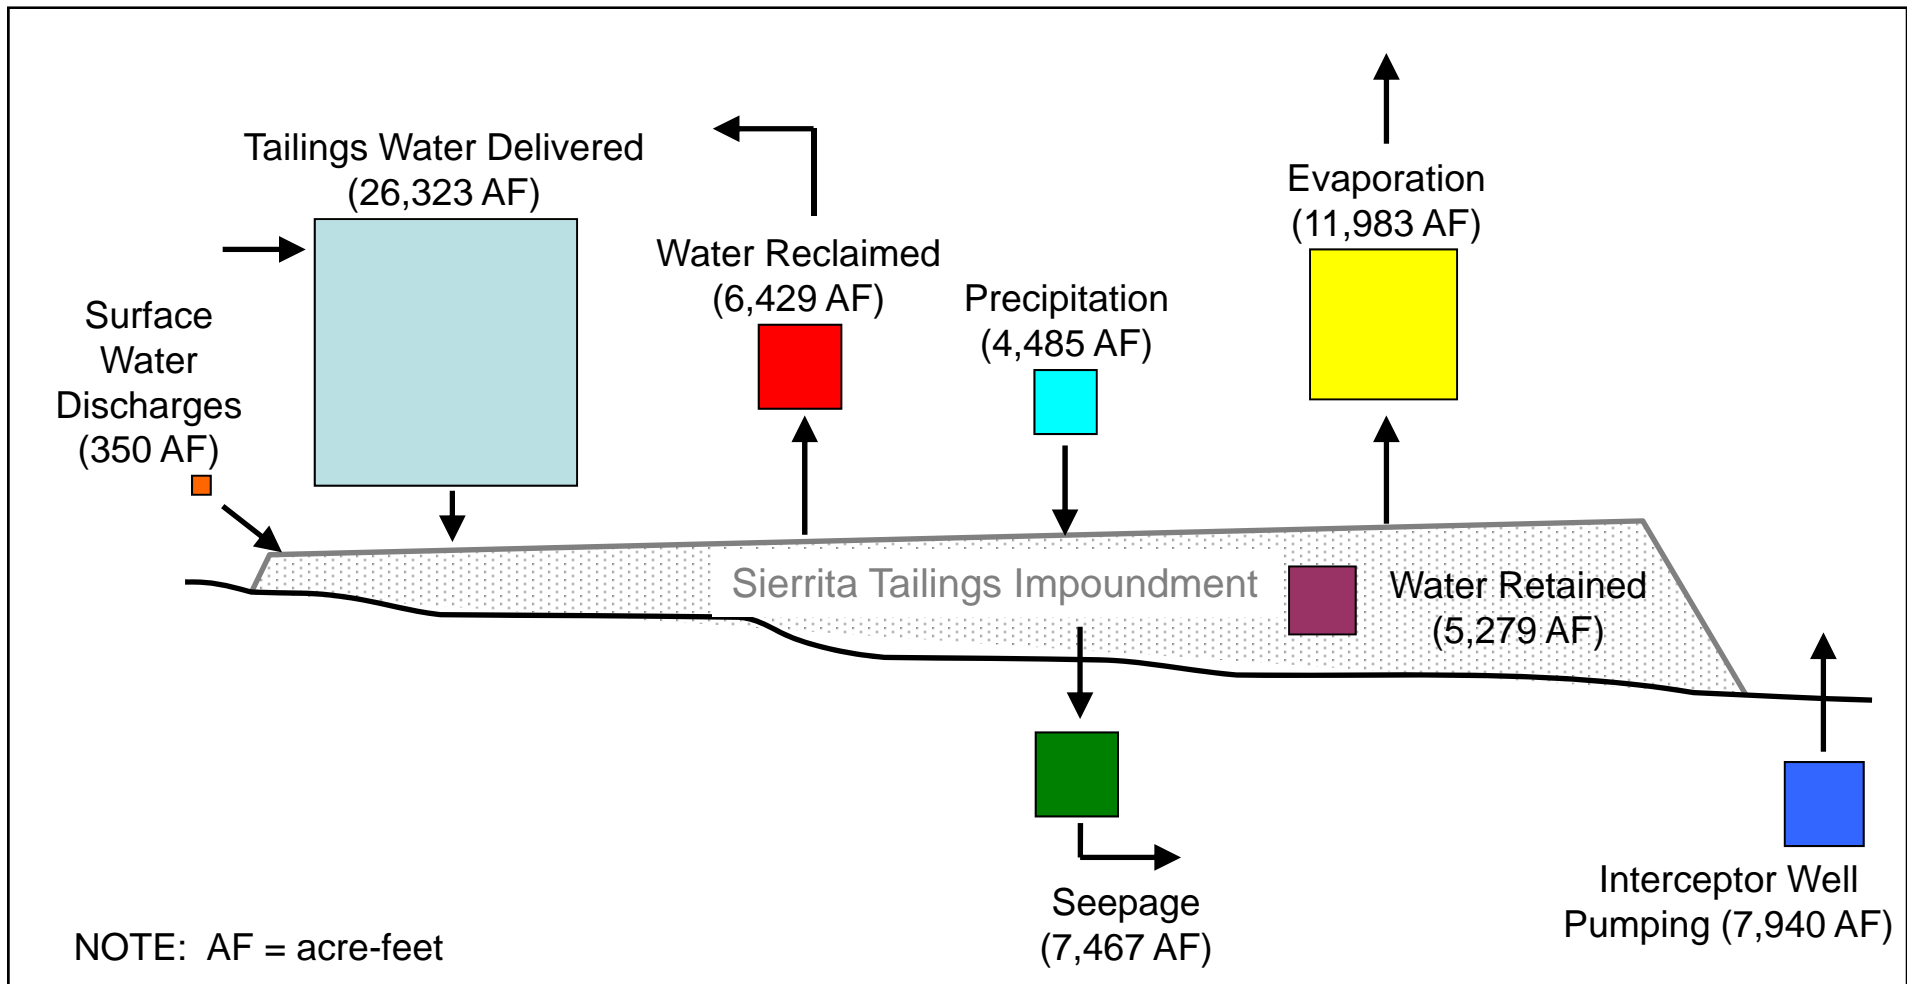 Tailings Water Delivered
(26,323 AF)
Surface
Water
Discharges
(350 AF)
Water Reclaimed
(6,429 AF)
Precipitation
(4,485 AF)
Evaporation
(11,983 AF)
Sierrita Tailings Impoundment
Water Retained
(5,279 AF)
Seepage
(7,467 AF)
Interceptor Well
Pumping (7,940 AF)
NOTE: AF = acre-feet